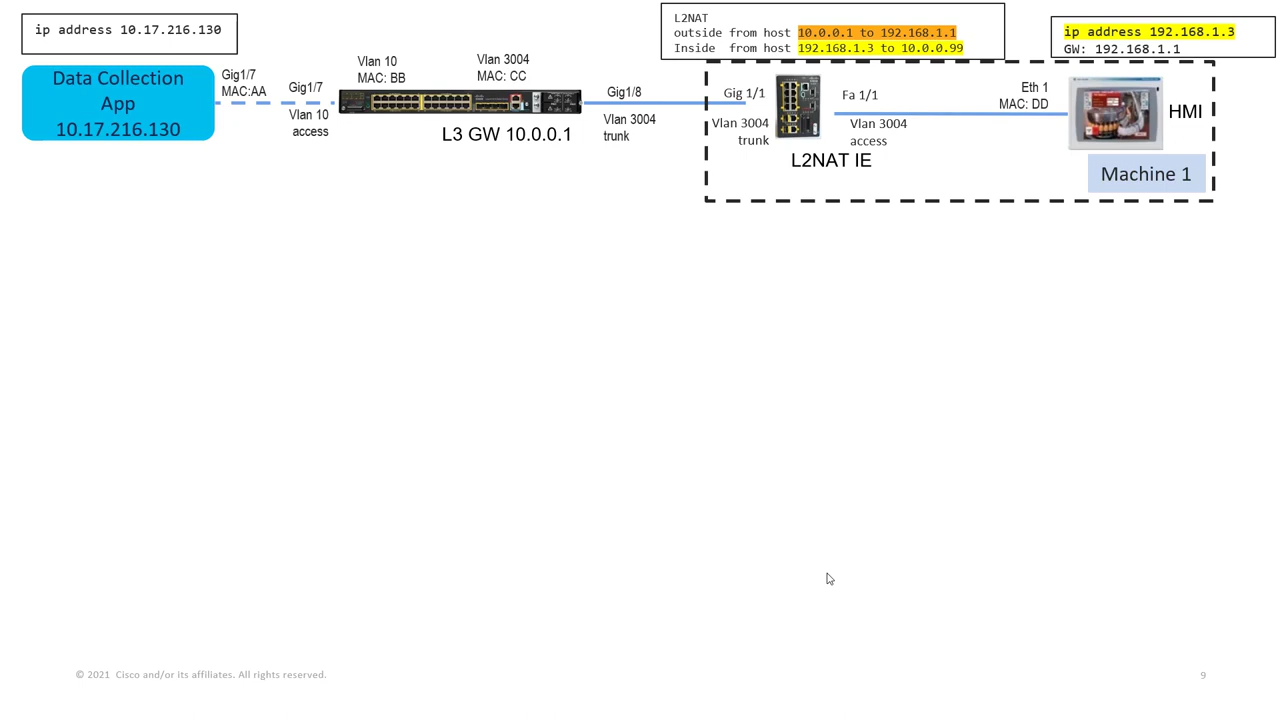 ip address 10.17.216.130
Data Collection
App
10.17.216.130
Gig1/7
MAC:AA
Gig1/7
Vlan 10
access
Vlan 10
MAC: BB
Vlan 3004
MAC: CC
L3 GW 10.0.0.1
Gig1/8
Vlan 3004
trunk
L2NAT
outside from host 10.0.0.1 to 192.168.1.1
Inside from host 192.168.1.3 to 10.0.0.99
Gig 1/1
Vlan 3004
trunk
L2NAT IE
Fa 1/1
Vlan 3004
access
Eth 1
MAC: DD
ip address 192.168.1.3
GW: 192.168.1.1
HMI
Machine 1
© 2021 Cisco and/or its affiliates. All rights reserved.
9